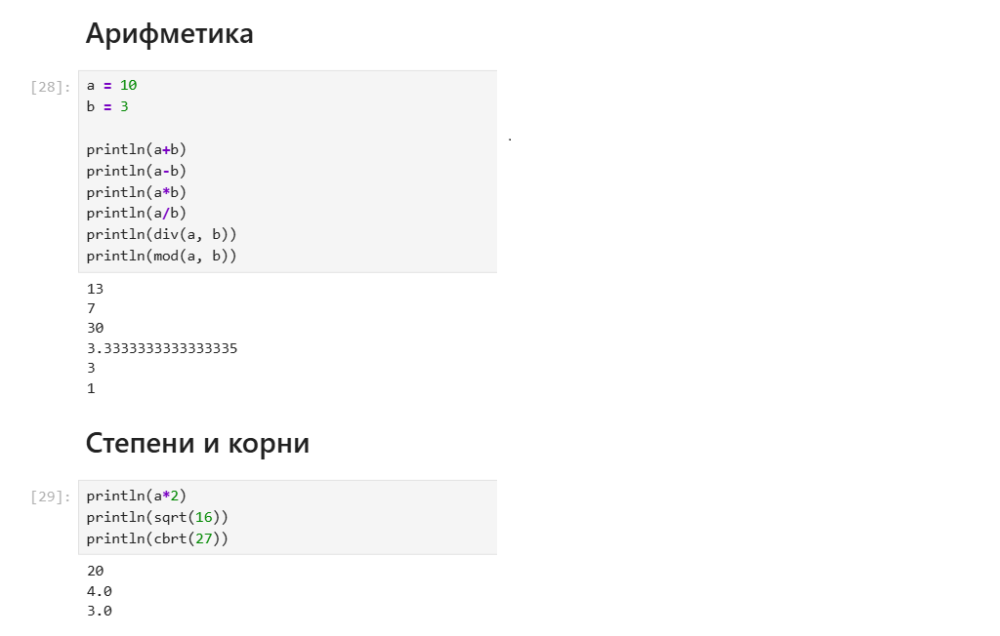 Арифметика
[28]:
a = 10
b = 3
println(a+b)
.
println(a-b)
println(a*b)
println(a/b)
println(div(a, b))
println(mod(a, b))
13
7
30
3.3333333333333335
3
1
Степени и корни
[29]:
println(a*2)
println(sqrt(16))
println(cbrt(27))
20
4.0
3.0